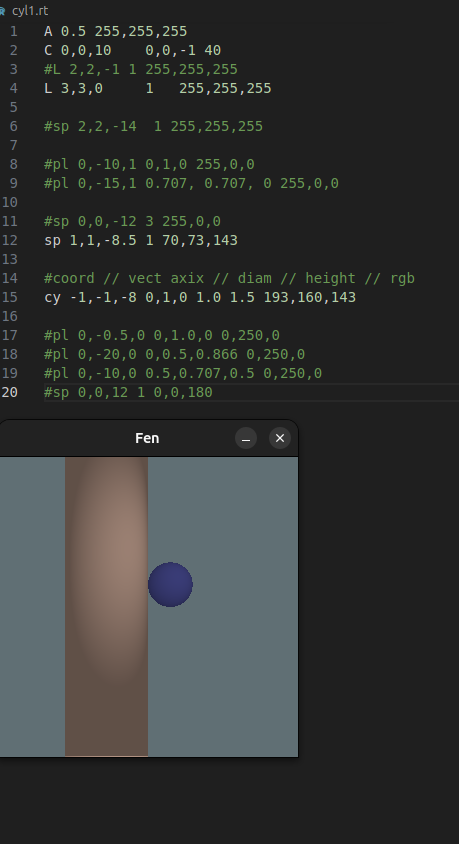 cyl1.rt
1 A 0.5 255,255,255
2 C 0,0,10 0,0,-1 40
3 #L 2,2,-1 1 255,255,255
4 L 3,3,0 1 255,255,255
5
6 #sp 2,2,-14 1 255,255,255
7
8 #pl 0,-10,1 0,1,0 255,0,0
9 #pl 0,-15,1 0.707, 0.707, 0 255,0,0
10
11 #sp 0,0,-12 3 255,0,0
12 sp 1,1,-8.5 1 70,73,143
13
14 #coord // vect axix // diam // height // rgb
15 cy -1,-1,-8 0,1,0 1.0 1.5 193,160,143
16
17 #pl 0,-0.5,0 0,1.0,0 0,250,0
18 #pl 0,-20,0 0,0.5,0.866 0,250,0
19 #pl 0,-10,0 0.5,0.707,0.5 0,250,0
20 #sp 0,0,12 1 0,0,180
Fen